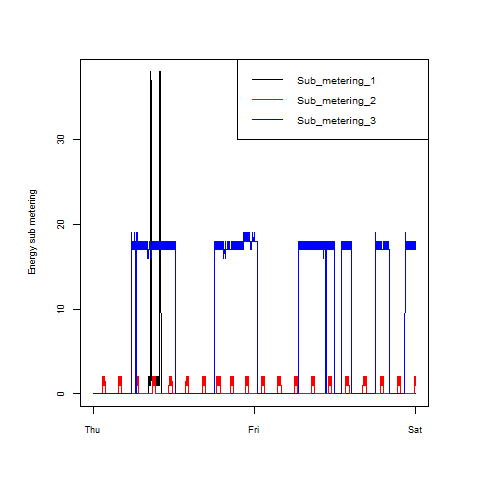 Sub_metering_1
Sub_metering_2
Sub_metering_3
Energy sub metering
30
20
10
0
Thu
Fri
Sat